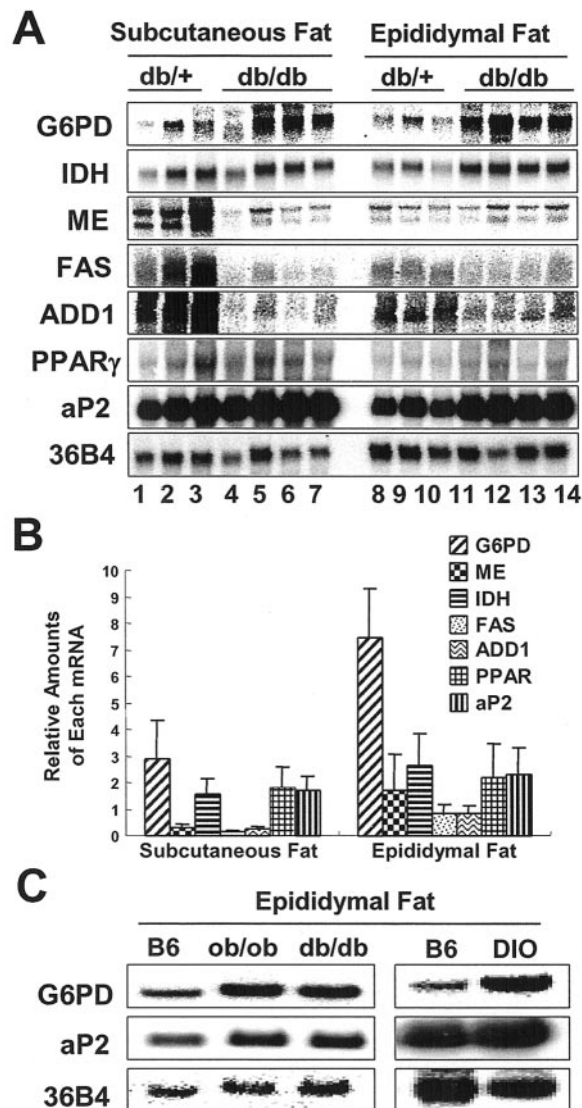 A
Subcutaneous Fat Epididymal Fat
db/+ db/db db/+ db/db
G6PD
IDH
ME
FAS
ADD1
PPARγ
aP2
36B4
1 2 3 4 5 6 7 8 9 10 11 12 13 14
B
G6PD
ME
IDH
FAS
ADD1
PPAR
aP2
Relative Amounts
of Each mRNA
10
9
8
7
6
5
4
3
2
1
0
Subcutaneous Fat Epididymal Fat
C
Epididymal Fat
B6 ob/ob db/db B6 DIO
G6PD
aP2
36B4